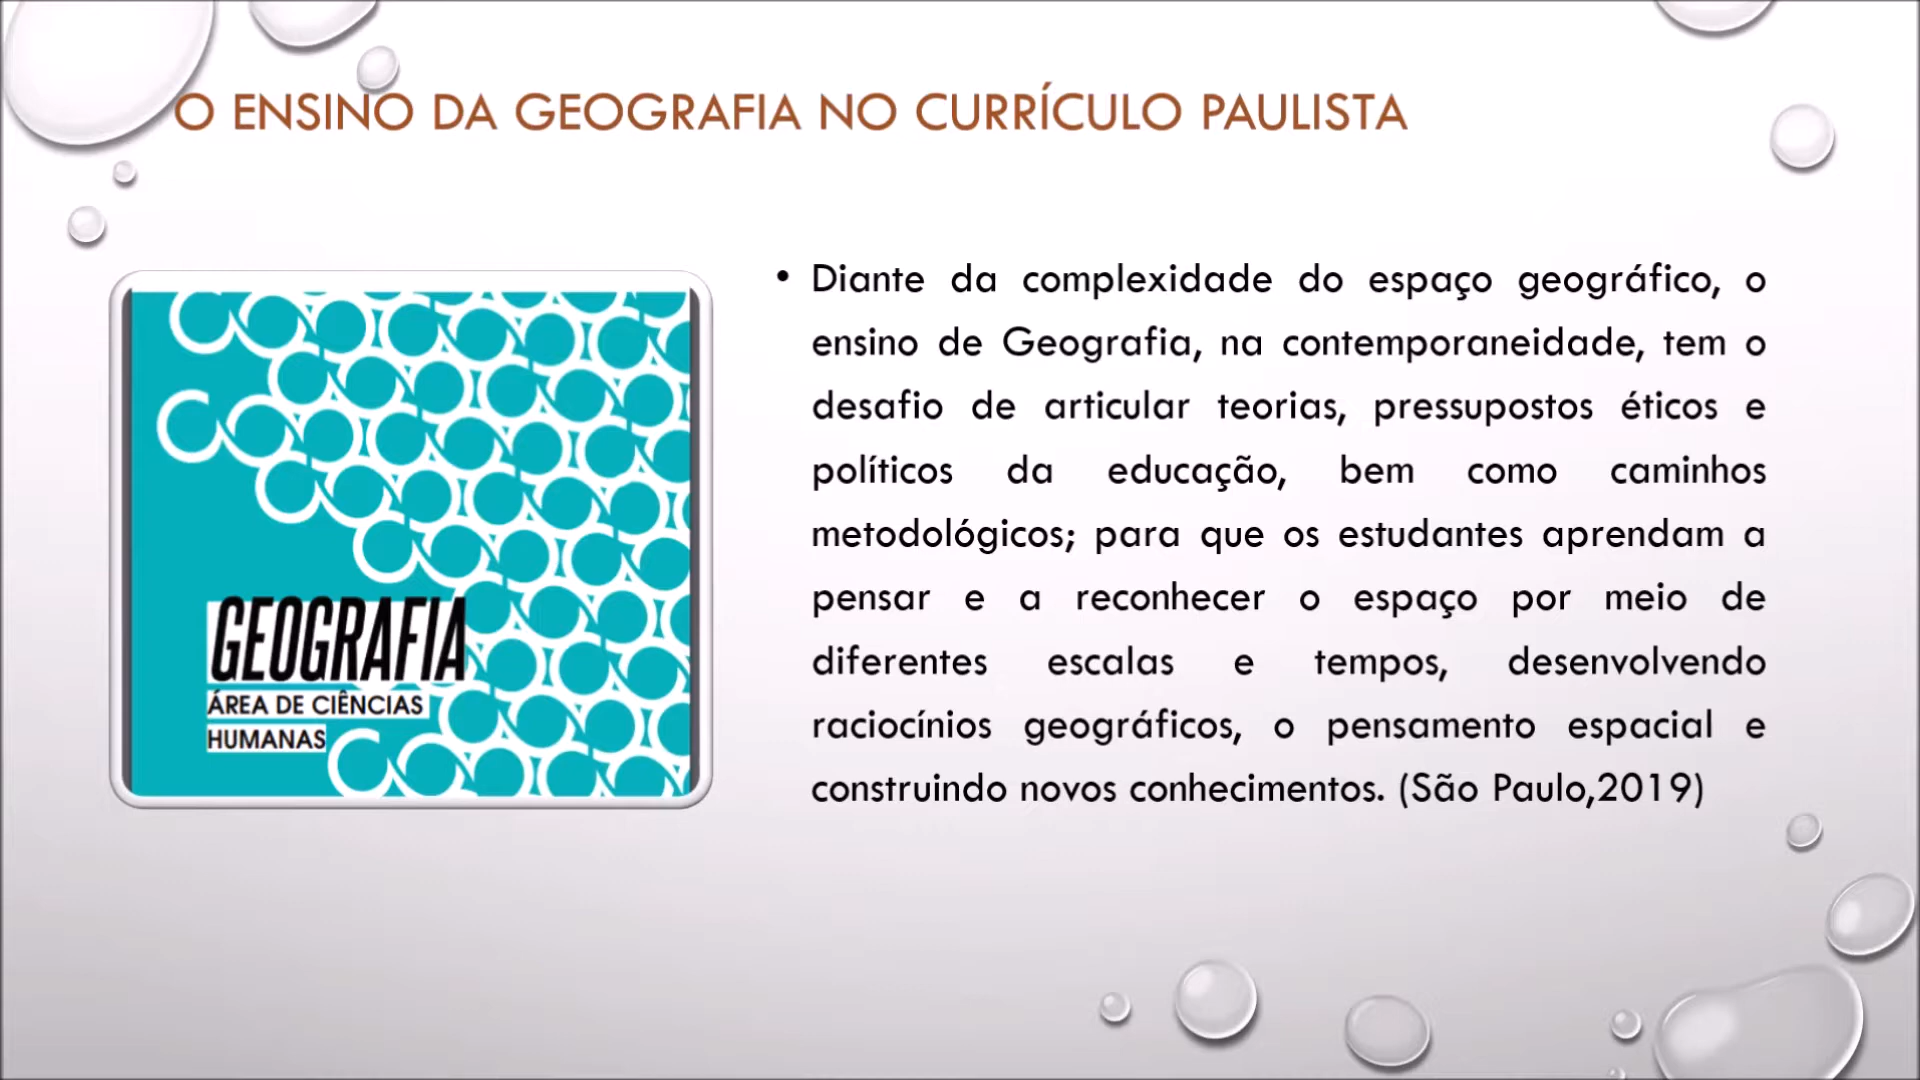 O ENSINO DA GEOGRAFIA NO CURRÍCULO PAULISTA
GEOGRAFIA
ÁREA DE CIÊNCIAS
HUMANAS
• Diante da complexidade do espaço geográfico, o
ensino de Geografia, na contemporaneidade, tem o
desafio de articular teorias, pressupostos éticos e
políticos da educação, bem como caminhos
metodológicos; para que os estudantes aprendam a
pensar e a reconhecer o espaço por meio de
diferentes escalas e tempos, desenvolvendo
raciocínios geográficos, o pensamento espacial e
construindo novos conhecimentos. (São Paulo,2019)